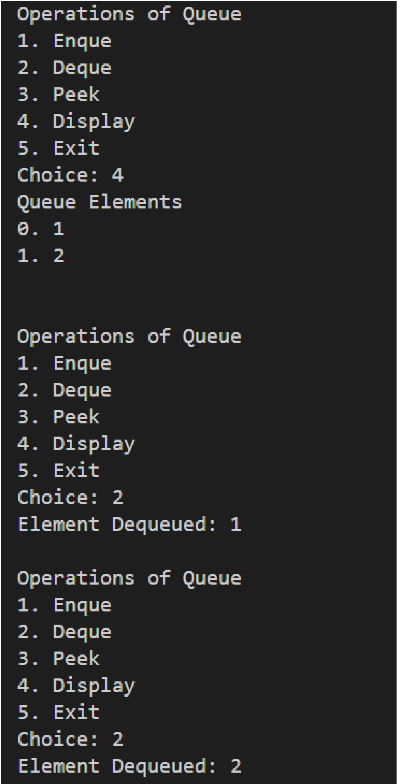 Operations of Queue
1. Enque
2. Deque
3. Peek
4. Display
5. Exit
Choice: 4
Queue Elements
0. 1
1. 2
Operations of Queue
1. Enque
2. Deque
3. Peek
4. Display
5. Exit
Choice: 2
Element Dequeued: 1
Operations of Queue
1. Enque
2. Deque
3. Peek
4. Display
5. Exit
Choice: 2
Element Dequeued: 2